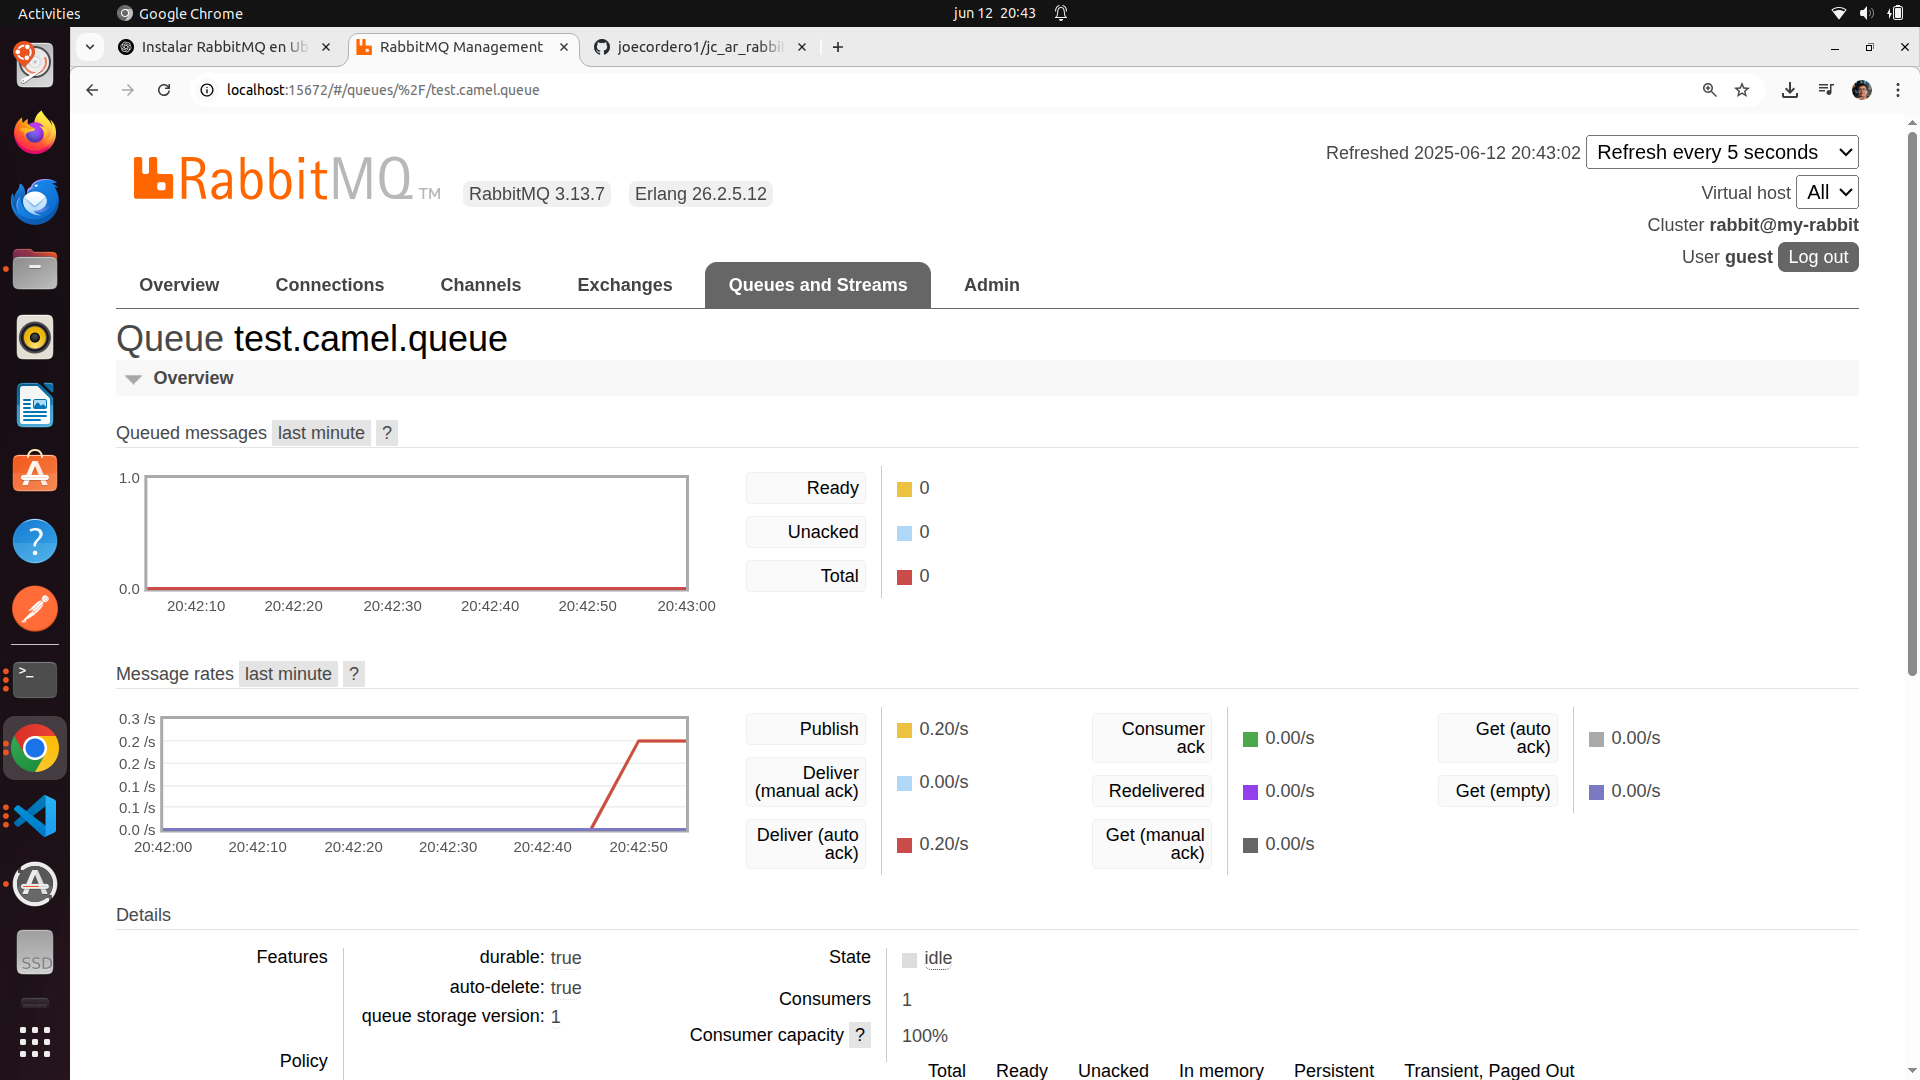 Activities
Google Chrome
jun 12 20:43
Instalar RabbitMQ en Ub
RabbitMQ Management
joecordero1/jc_ar_rabbi
localhost:15672/#/queues/%2F/test.camel.queue
RabbitMQ TM
RabbitMQ 3.13.7
Erlang 26.2.5.12
Refreshed 2025-06-12 20:43:02
Refresh every 5 seconds
Virtual host
All
Cluster rabbit@my-rabbit
User guest
Log out
Overview
Connections
Channels
Exchanges
Queues and Streams
Admin
Queue test.camel.queue
Overview
Queued messages last minute ?
1.0
0.0
20:42:10 20:42:20 20:42:30 20:42:40 20:42:50 20:43:00
Ready 0
Unacked 0
Total 0
Message rates last minute ?
0.3 /s
0.2 /s
0.2 /s
0.1 /s
0.1 /s
0.0 /s
20:42:00 20:42:10 20:42:20 20:42:30 20:42:40 20:42:50
Publish 0.20/s
Deliver
(manual ack) 0.00/s
Deliver (auto
ack) 0.20/s
Consumer
ack 0.00/s
Redelivered 0.00/s
Get (manual
ack) 0.00/s
Get (auto
ack) 0.00/s
Get (empty) 0.00/s
Details
Features
durable: true
auto-delete: true
queue storage version: 1
Policy
State idle
Consumers 1
Consumer capacity ? 100%
Total Ready Unacked In memory Persistent Transient, Paged Out
SSD